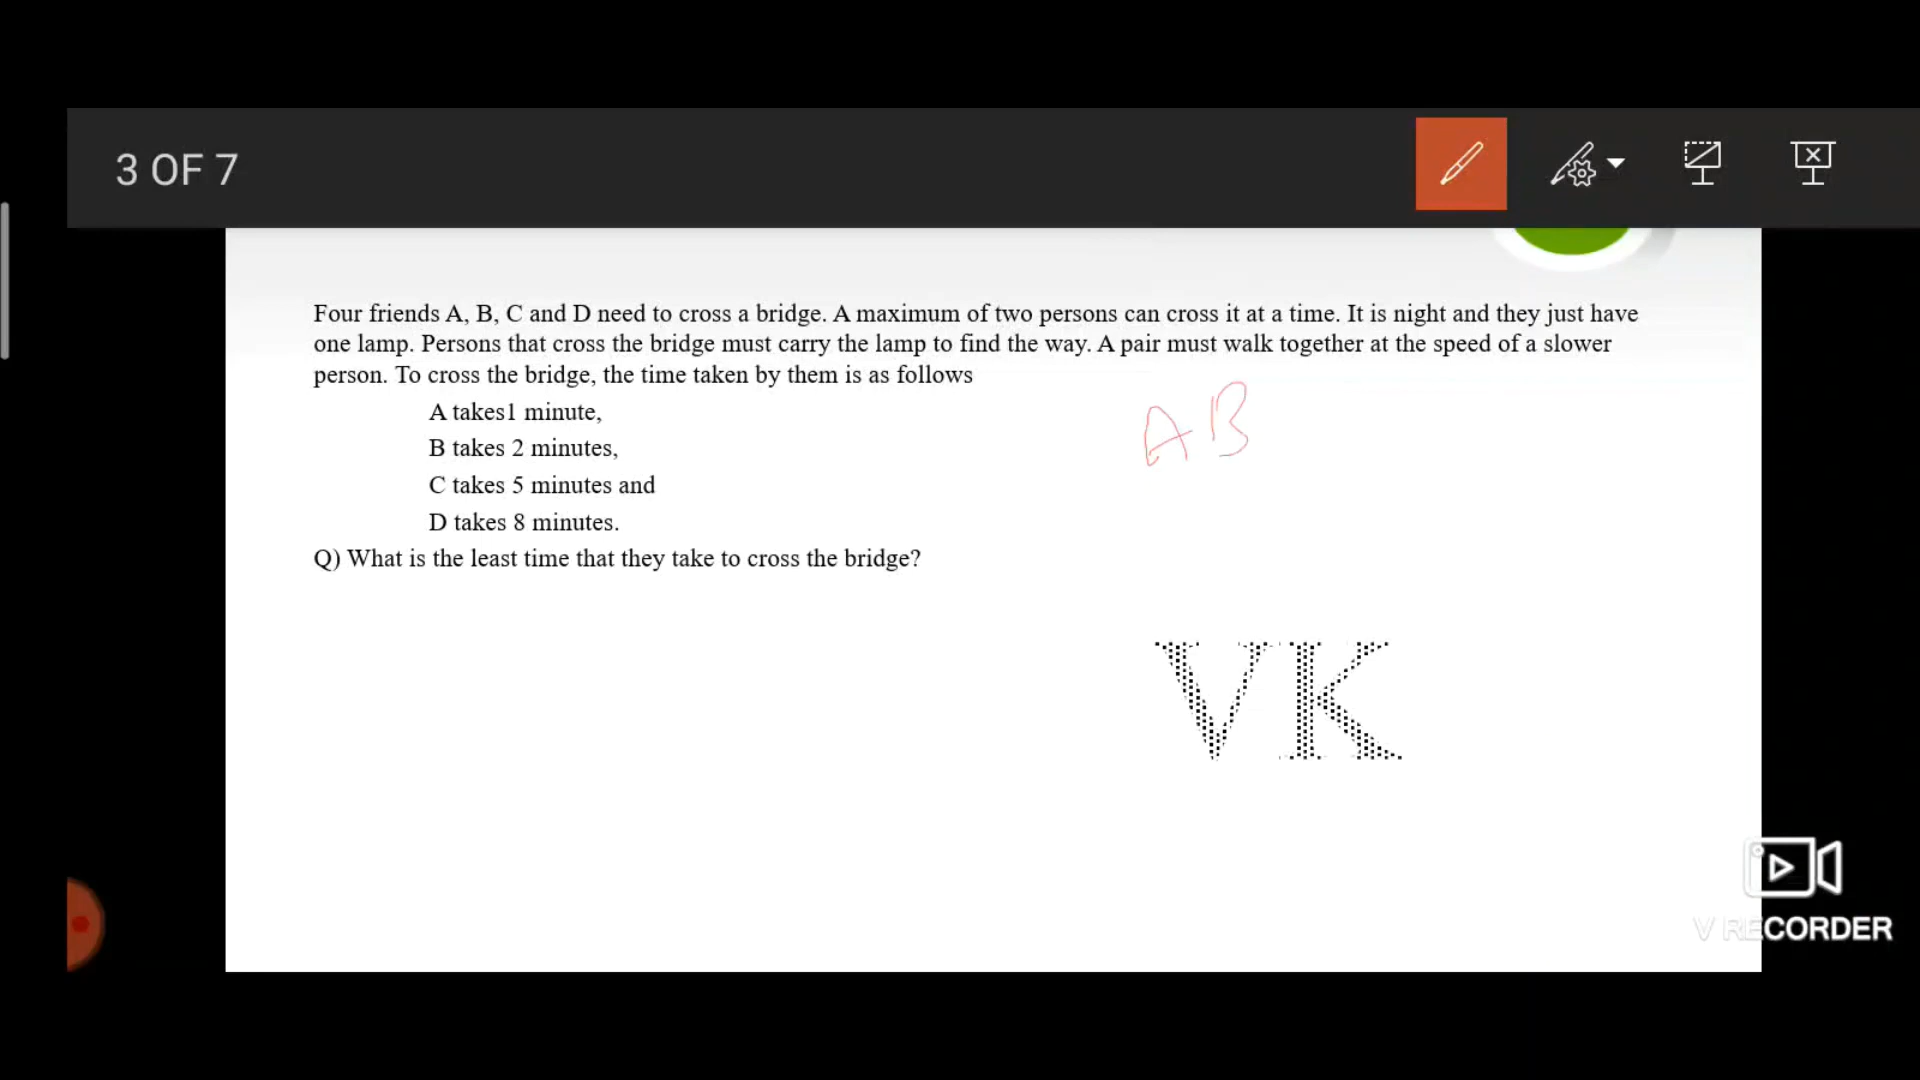 3 OF 7
Four friends A, B, C and D need to cross a bridge. A maximum of two persons can cross it at a time. It is night and they just have
one lamp. Persons that cross the bridge must carry the lamp to find the way. A pair must walk together at the speed of a slower
person. To cross the bridge, the time taken by them is as follows
A takes1 minute,
A B
B takes 2 minutes,
C takes 5 minutes and
D takes 8 minutes.
Q) What is the least time that they take to cross the bridge?
VK
V RECORDER